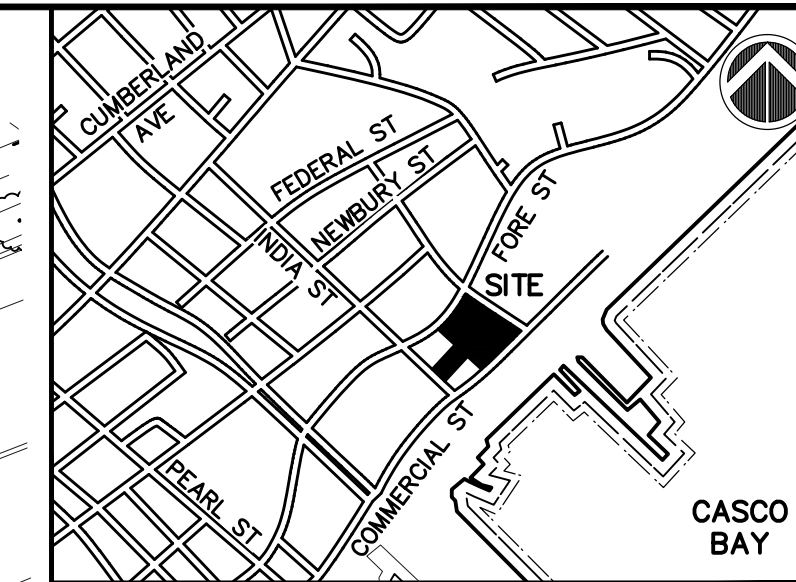 CUMBERLAND
AVE
FEDERAL ST
NEWBURY ST
INDIA ST
FORE ST
SITE
PEARL ST
COMMERCIAL ST
CASCO
BAY